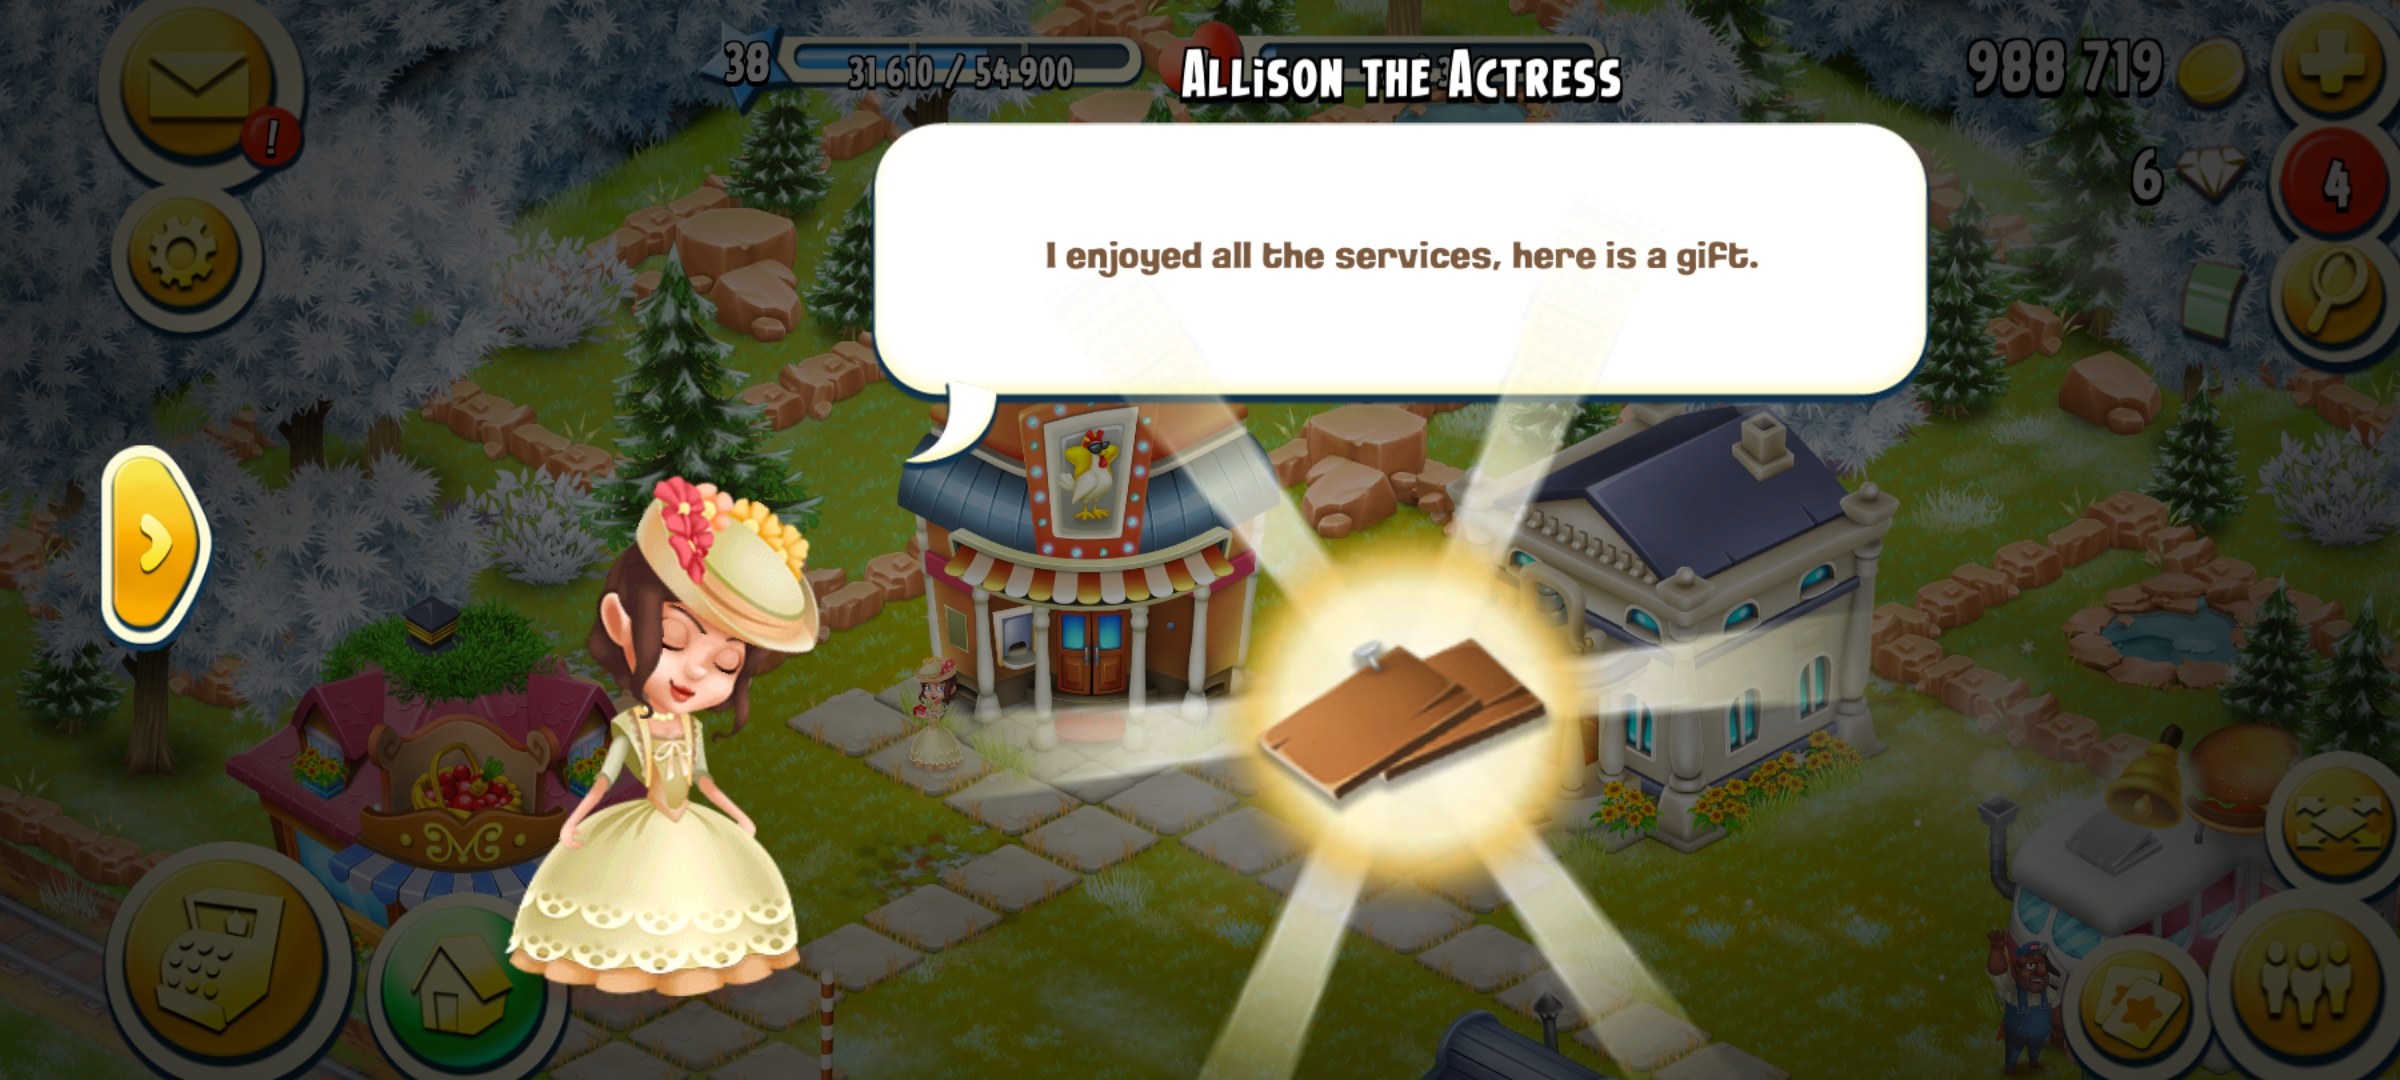 38
31 610 / 54 900
ALLISON THE ACTRESS
988 719
!
6
4
I enjoyed all the services, here is a gift.